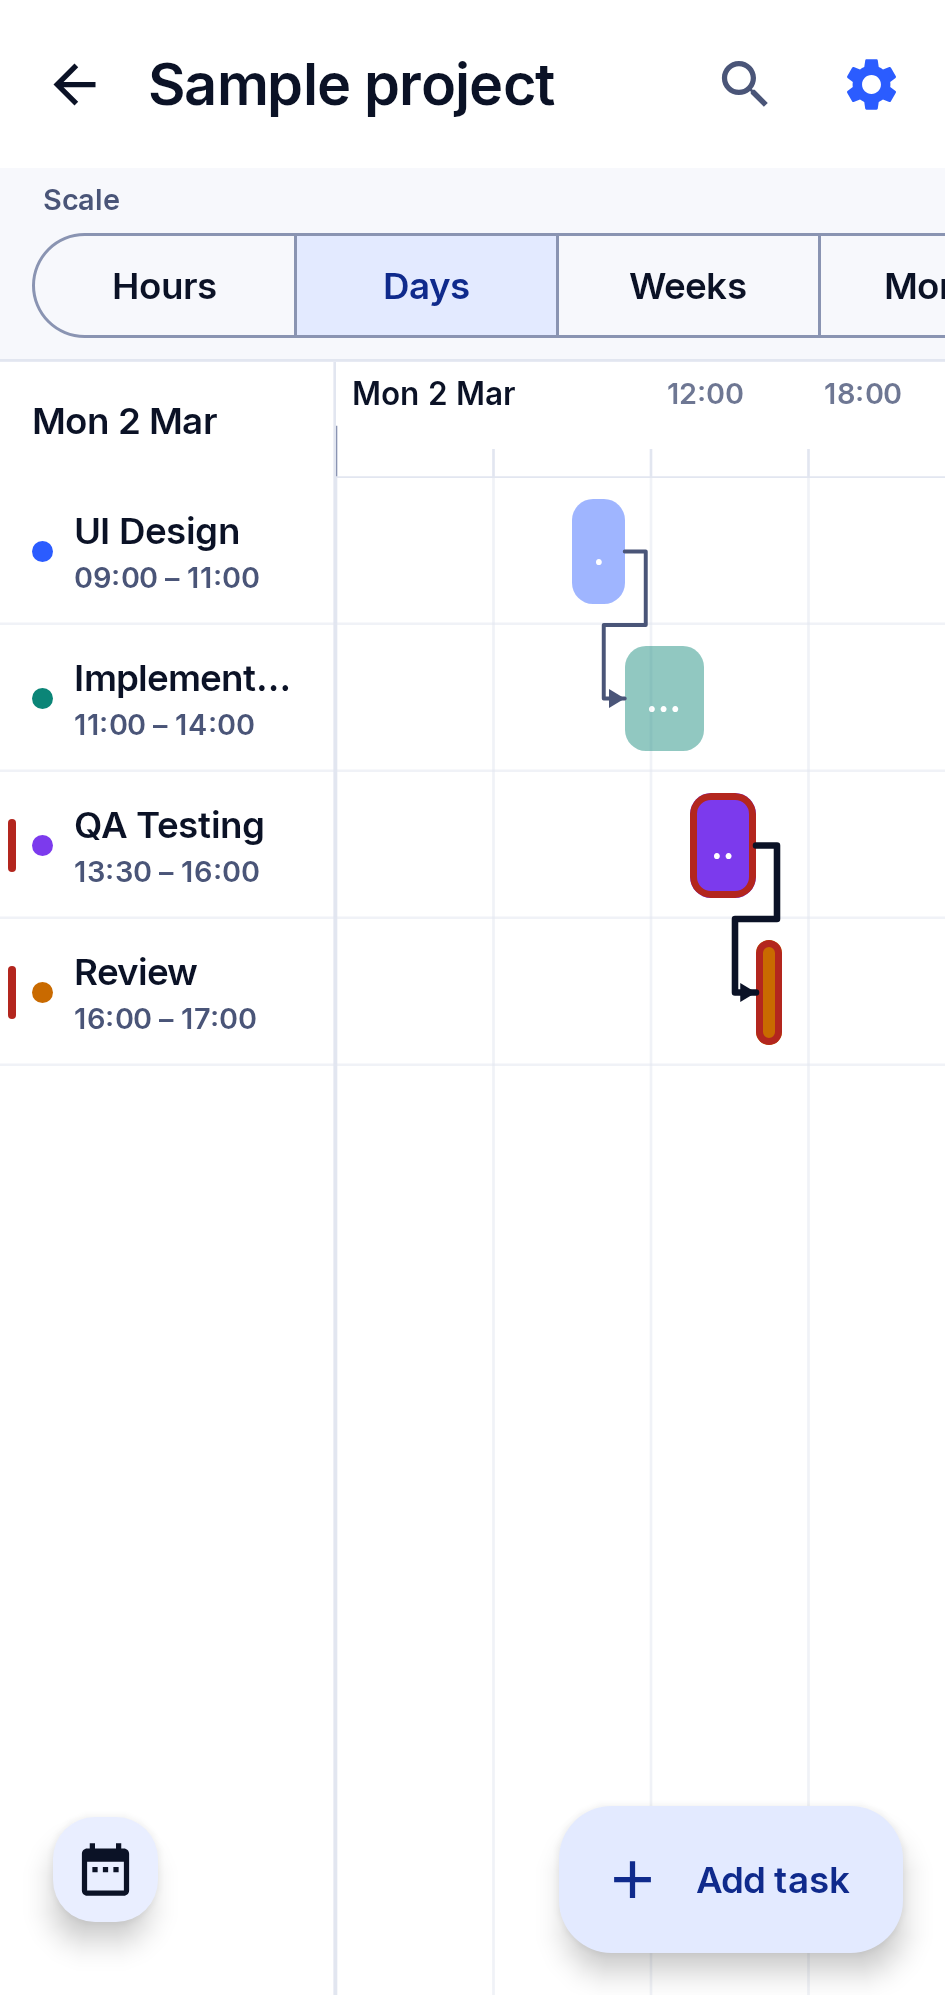 Sample project
Scale
Hours
Days
Weeks
Mon 2 Mar
Mon 2 Mar
12:00
18:00
UI Design
09:00 – 11:00
Implement...
11:00 – 14:00
QA Testing
13:30 – 16:00
Review
16:00 – 17:00
Add task